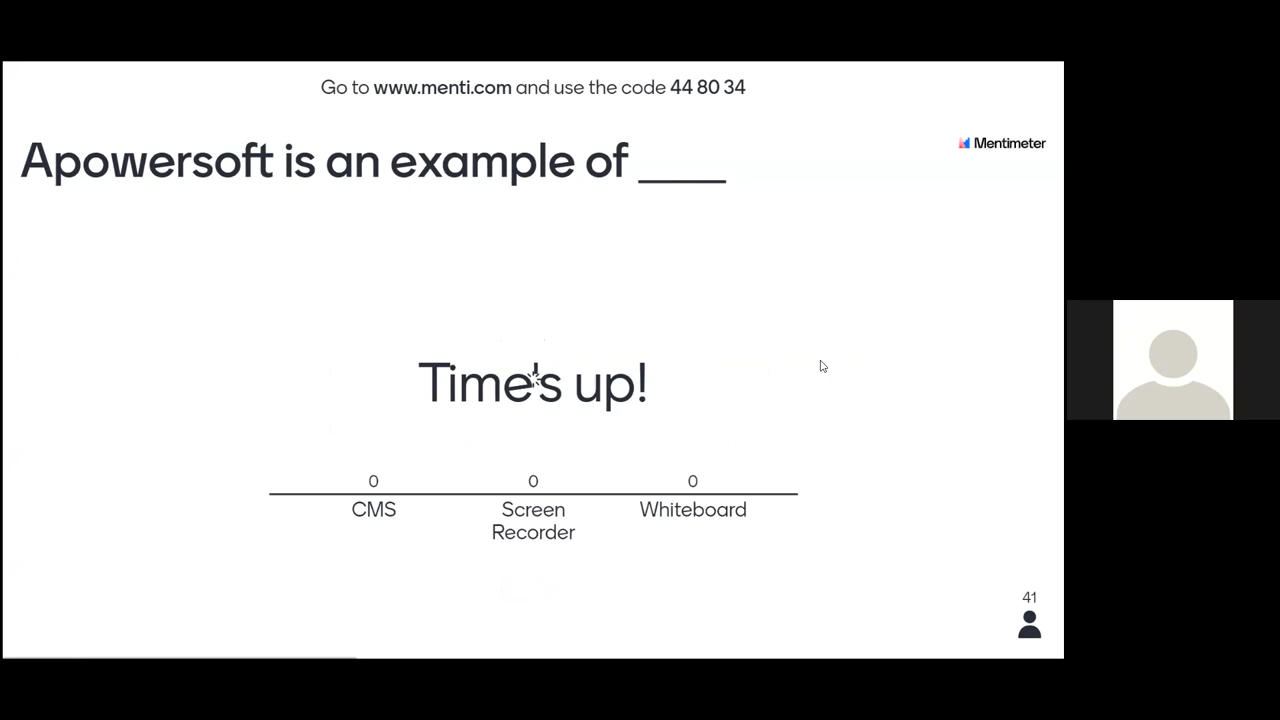 Go to www.menti.com and use the code 44 80 34
Mentimeter
Apowersoft is an example of _____
Time's up!
0 0 0
CMS Screen Recorder Whiteboard
41